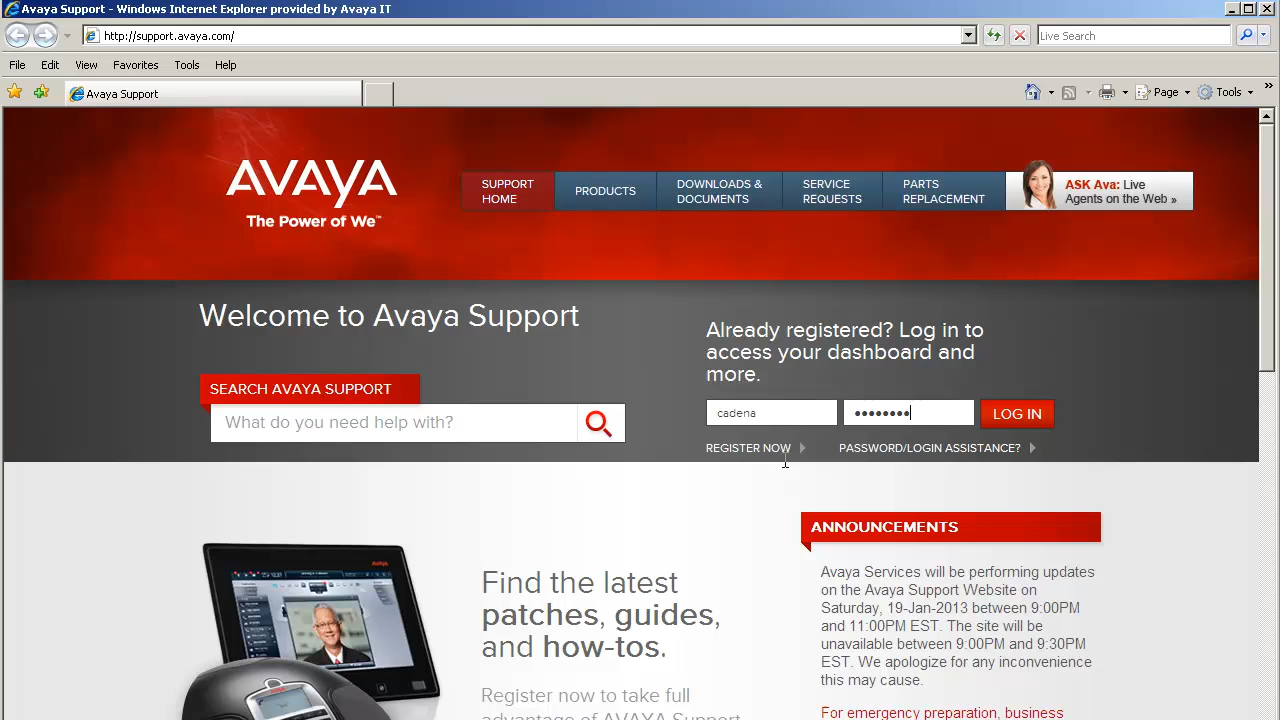 Avaya Support - Windows Internet Explorer provided by Avaya IT
http://support.avaya.com/
Live Search
File Edit View Favorites Tools Help
Avaya Support
Page Tools »
AVAYA
The Power of We™
SUPPORT
HOME
PRODUCTS
DOWNLOADS &
DOCUMENTS
SERVICE
REQUESTS
PARTS
REPLACEMENT
ASK Ava: Live
Agents on the Web »
Welcome to Avaya Support
SEARCH AVAYA SUPPORT
What do you need help with?
Already registered? Log in to
access your dashboard and
more.
cadena
••••••••
LOG IN
REGISTER NOW
PASSWORD/LOGIN ASSISTANCE?
Find the latest
patches, guides,
and how-tos.
Register now to take full
advantage of AVAYA Support
ANNOUNCEMENTS
Avaya Services will be performing updates
on the Avaya Support Website on
Saturday, 19-Jan-2013 between 9:00PM
and 11:00PM EST. The site will be
unavailable between 9:00PM and 9:30PM
EST. We apologize for any inconvenience
this may cause.
For emergency preparation, business